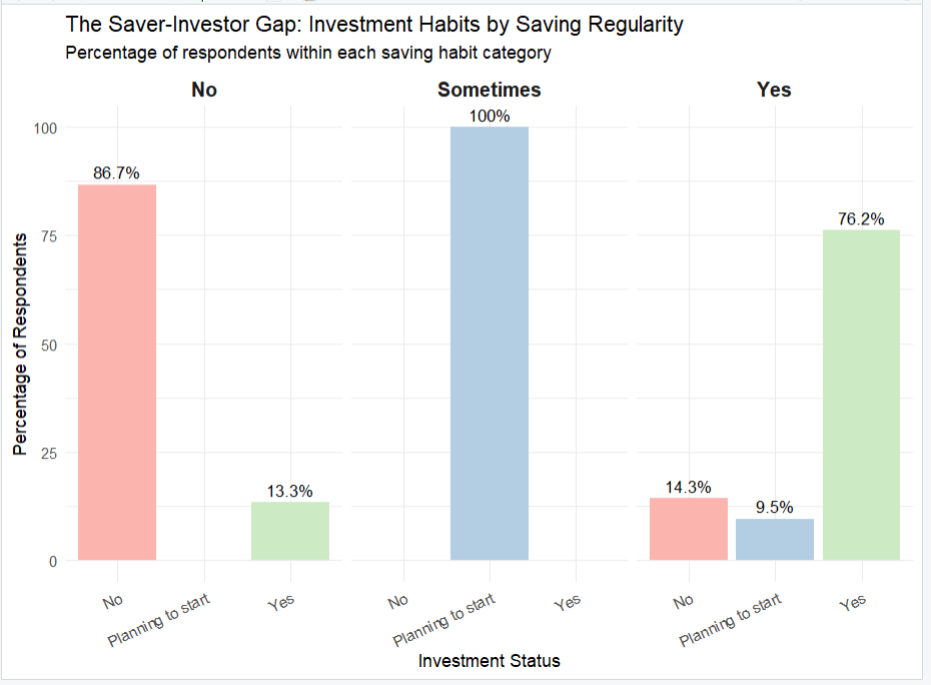 The Saver-Investor Gap: Investment Habits by Saving Regularity
Percentage of respondents within each saving habit category
No
Sometimes
Yes
Percentage of Respondents
100
75
50
25
0
86.7%
13.3%
100%
14.3%
9.5%
76.2%
No
Planning to start
Yes
No
Planning to start
Yes
No
Planning to start
Yes
Investment Status